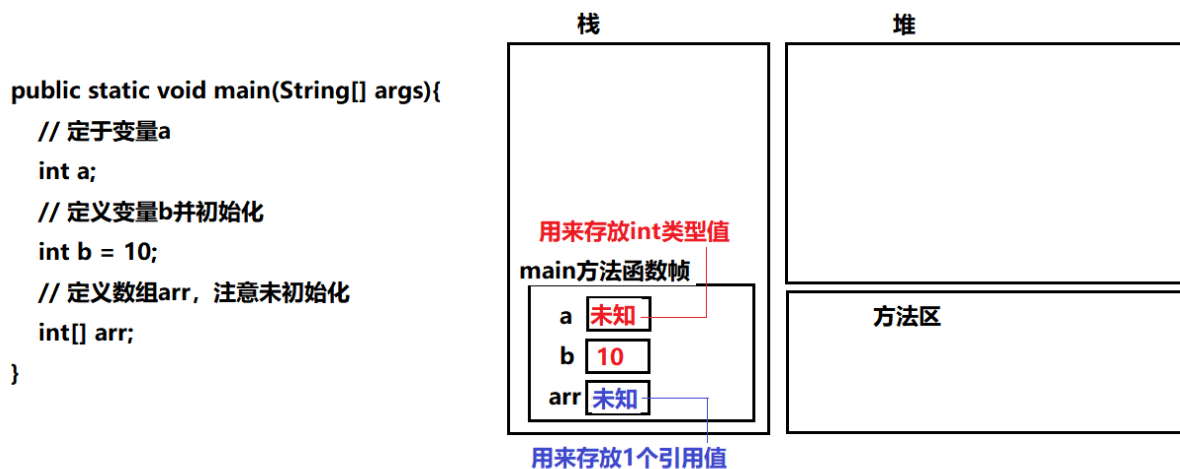 public static void main(String[] args){
// 定于变量a
int a;
// 定义变量b并初始化
int b = 10;
// 定义数组arr，注意未初始化
int[] arr;
}
栈
用来存放int类型值
main方法函数帧
a 未知
b 10
arr 未知
用来存放1个引用值
堆
方法区